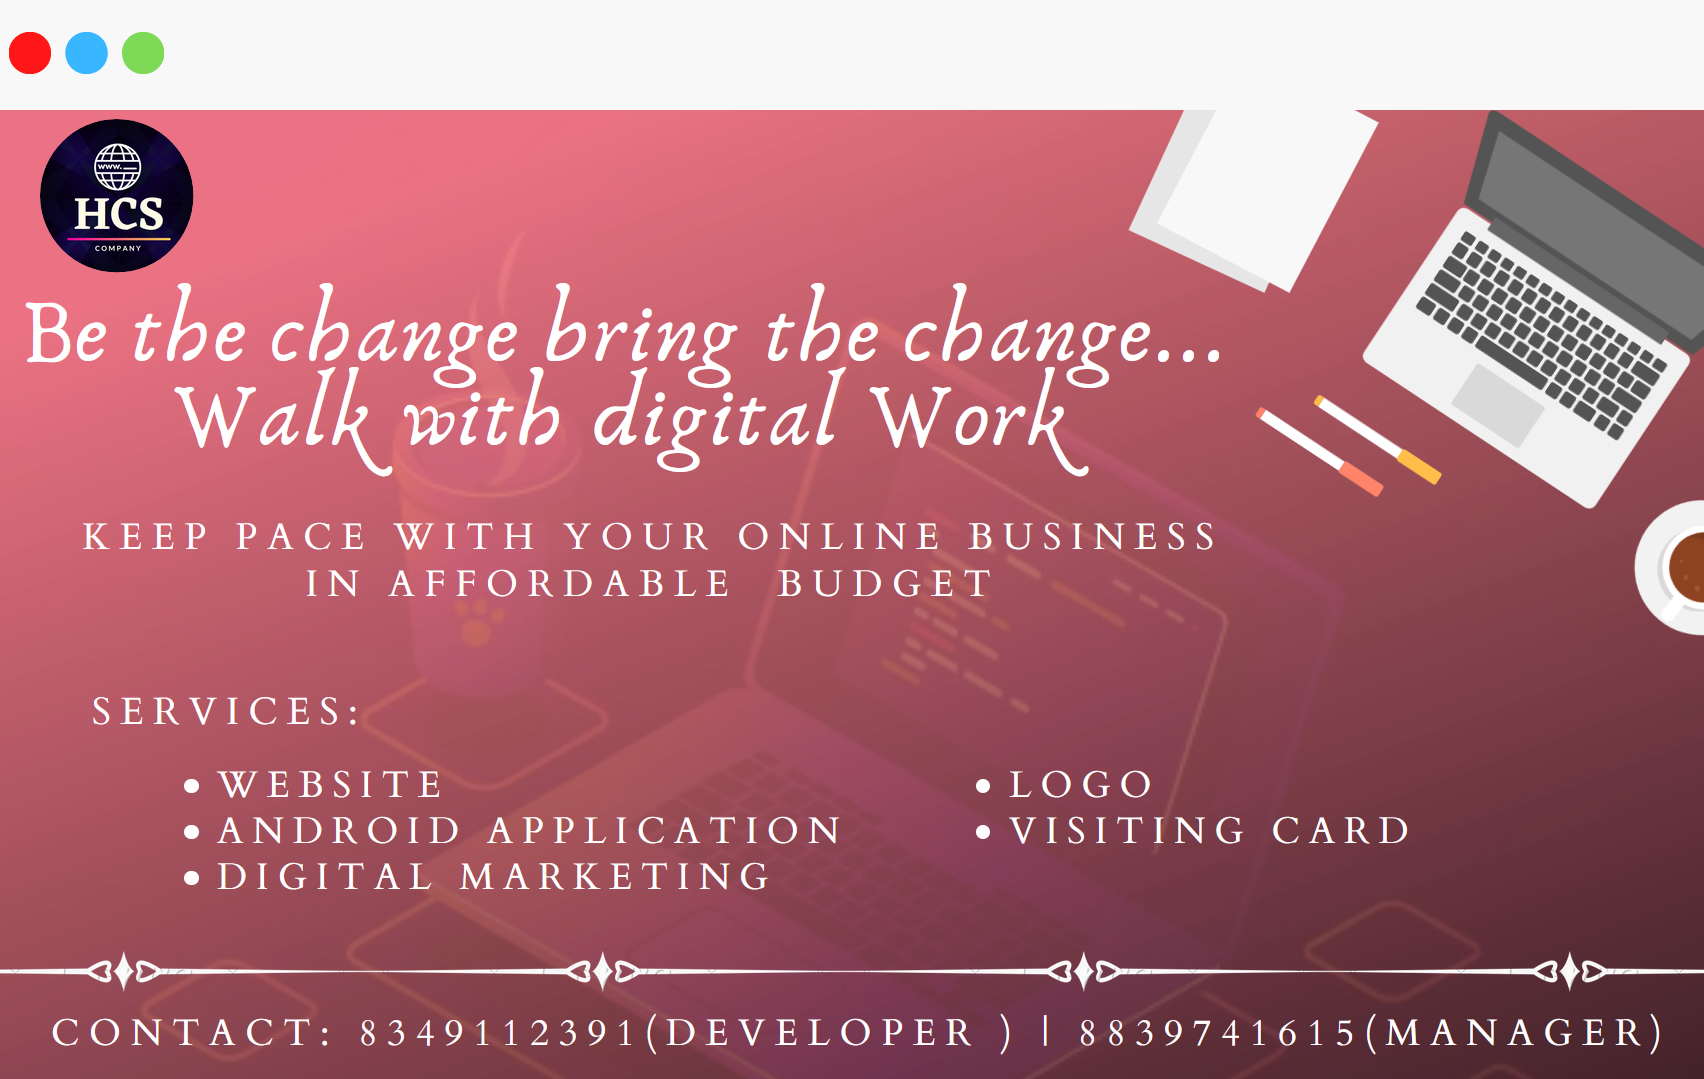 www.
HCS
COMPANY
Be the change bring the change...
Walk with digital Work
KEEP PACE WITH YOUR ONLINE BUSINESS
IN AFFORDABLE BUDGET
SERVICES:
• WEBSITE
• ANDROID APPLICATION
• DIGITAL MARKETING
• LOGO
• VISITING CARD
CONTACT: 8349112391(DEVELOPER ) | 8839741615(MANAGER)